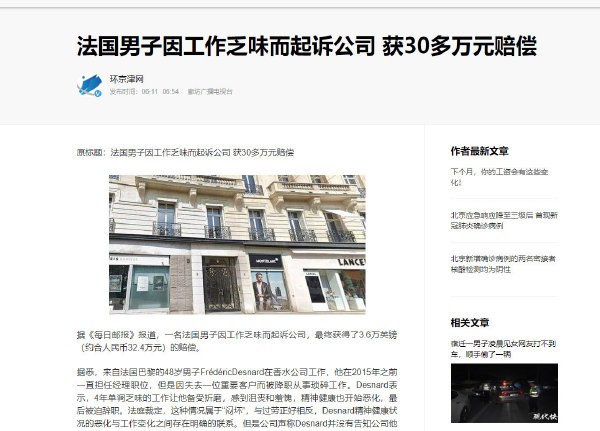 法国男子因工作乏味而起诉公司 获30多万元赔偿
环京津网
发布时间：06-11 06:54 廊坊广播电视台
原标题：法国男子因工作乏味而起诉公司 获30多万元赔偿
MONTBLANC
LANCEL
据《每日邮报》报道，一名法国男子因工作乏味而起诉公司，最终获得了3.6万英镑
（约合人民币32.4万元）的赔偿。
据悉，来自法国巴黎的48岁男子FrédéricDesnard在香水公司工作，他在2015年之前
一直担任经理职位，但是因失去一位重要客户而被降职从事琐碎工作。Desnard表
示，4年单调乏味的工作让他备受折磨，感到沮丧和羞愧，精神健康也开始恶化，最
后被迫辞职。法庭裁定，这种情况属于“闷坏”，与过劳正好相反，Desnard精神健康状
况的恶化与工作变化之间存在明确的联系。但是公司声称Desnard并没有告知公司他
作者最新文章
下个月，你的工资会有这些变
化！
北京应急响应降至三级后 首现新
冠肺炎确诊病例
北京新增确诊病例的两名密接者
核酸检测均为阴性
相关文章
宿迁一男子凌晨见女网友打不到
车，顺手偷了一辆
现代快